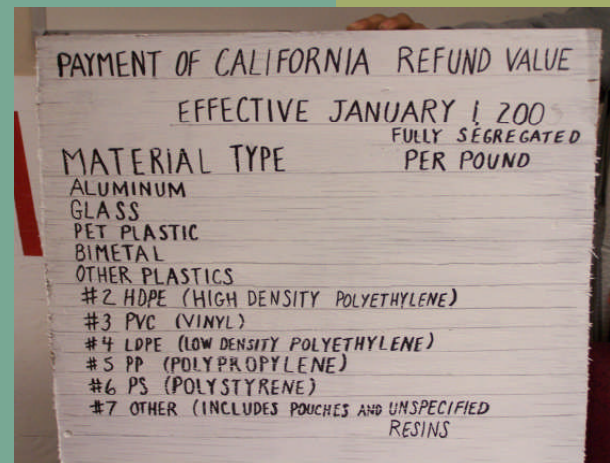 PAYMENT OF CALIFORNIA REFUND VALUE
EFFECTIVE JANUARY 1, 200
FULLY SEGREGATED
MATERIAL TYPE PER POUND
ALUMINUM
GLASS
PET PLASTIC
BIMETAL
OTHER PLASTICS
#2 HDPE (HIGH DENSITY POLYETHYLENE)
#3 PVC (VINYL)
#4 LDPE (LOW DENSITY POLYETHYLENE)
#5 PP (POLYPROPYLENE)
#6 PS (POLYSTYRENE)
#7 OTHER (INCLUDES POUCHES AND UNSPECIFIED
RESINS